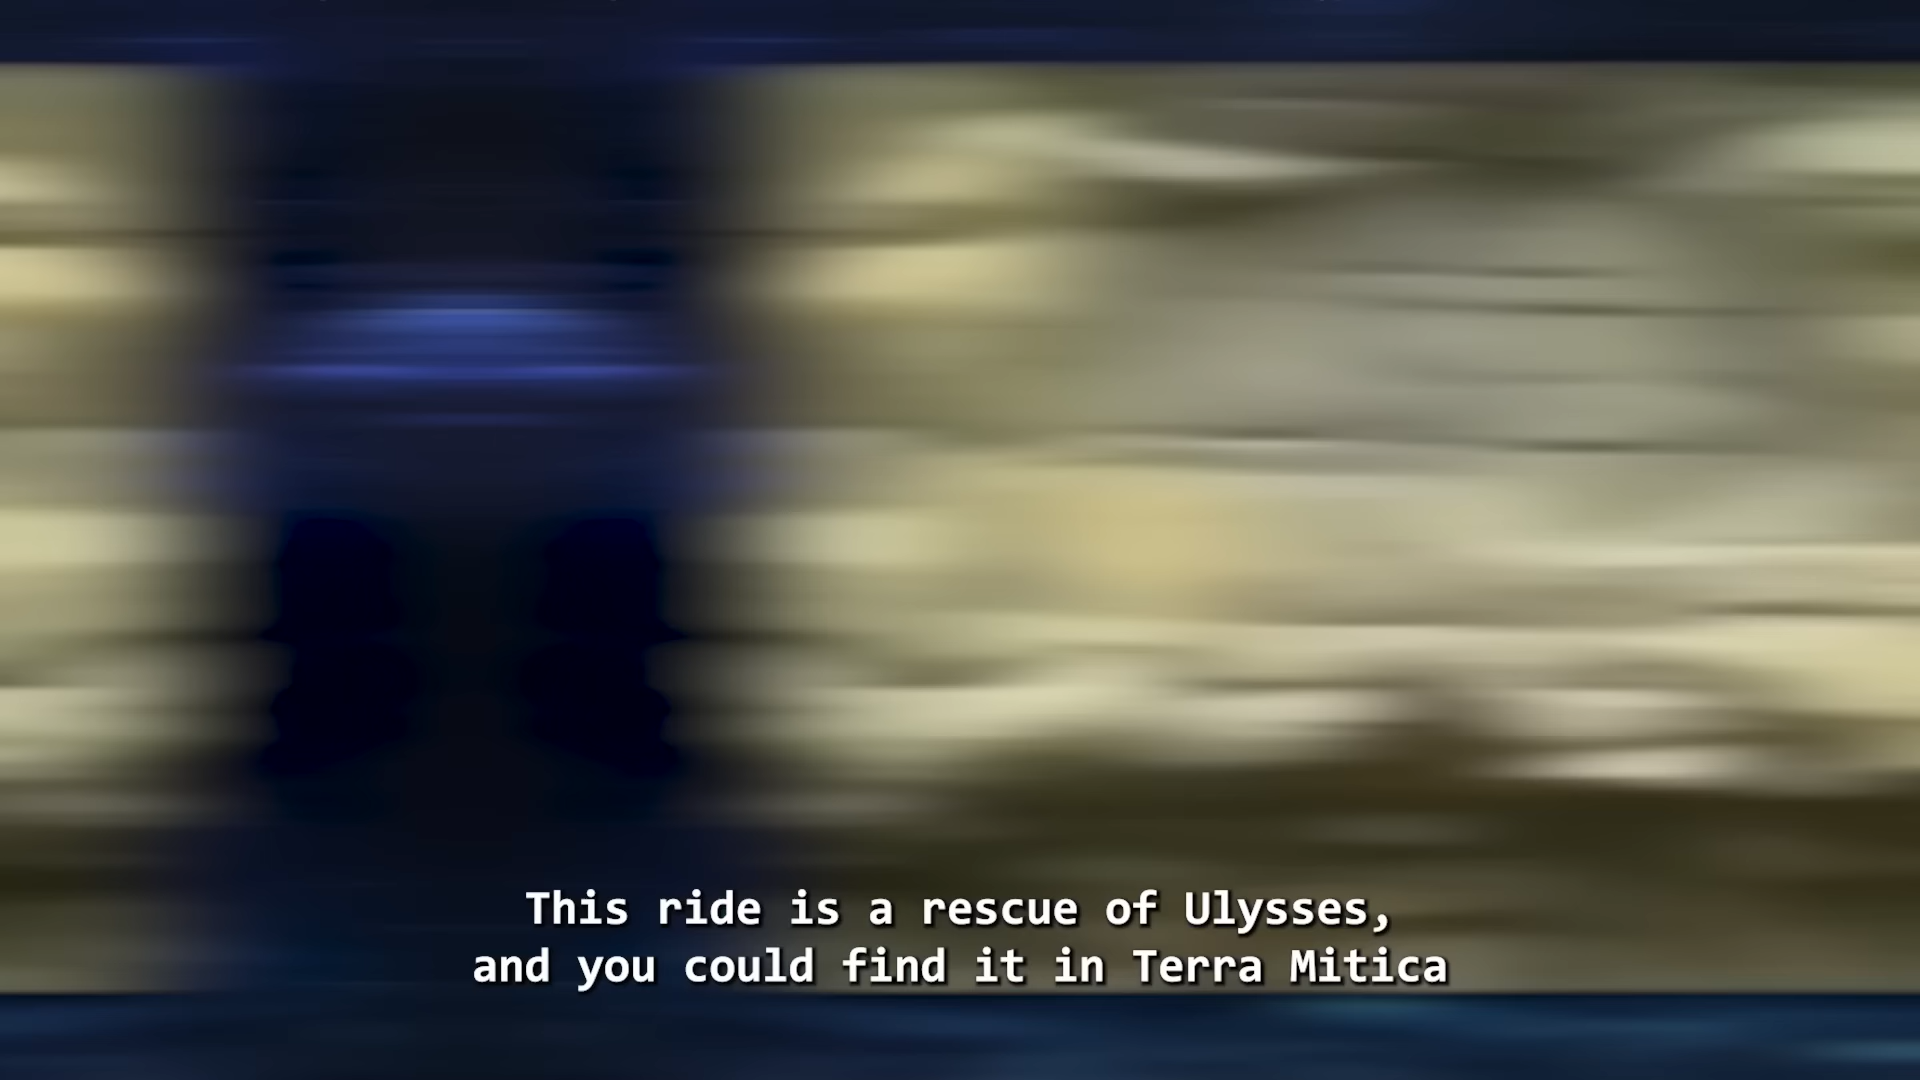 This ride is a rescue of Ulysses,
and you could find it in Terra Mitica